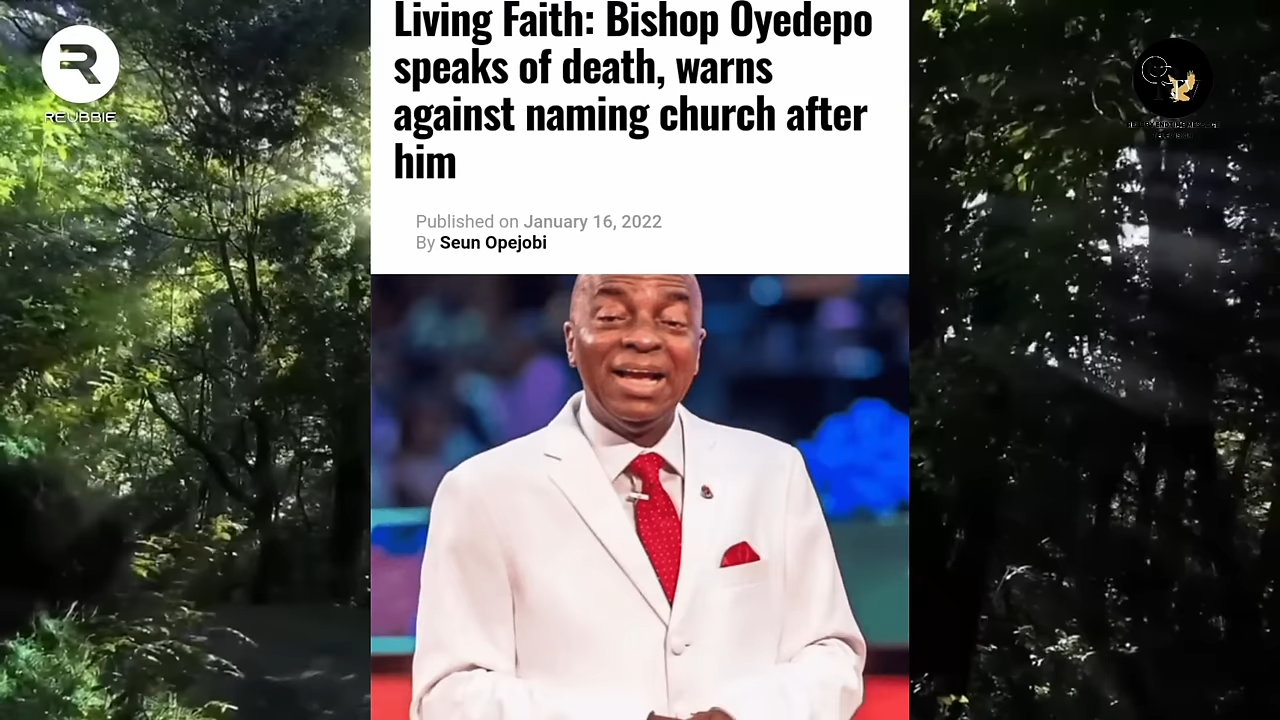 Living Faith: Bishop Oyedepo
speaks of death, warns
against naming church after
him
Published on January 16, 2022
By Seun Opejobi
REUBBIE